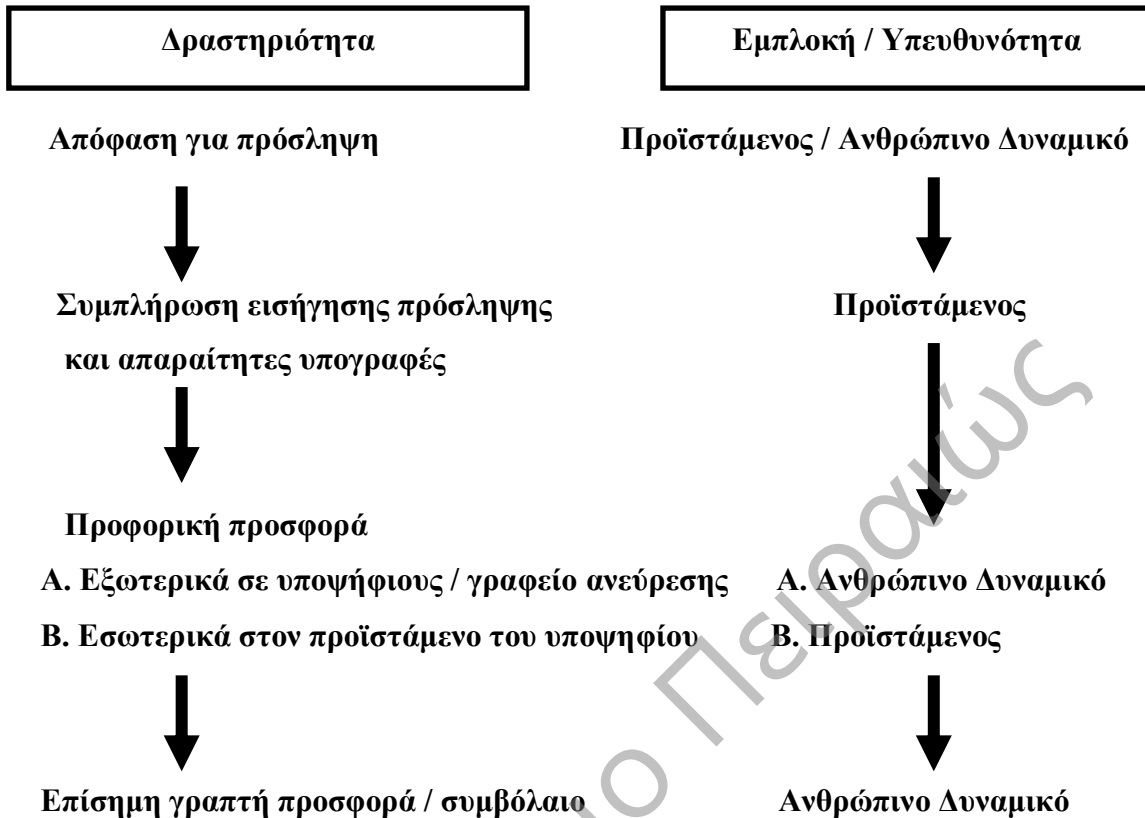 Δραστηριότητα Εμπλοκή / Υπευθυνότητα
Απόφαση για πρόσληψη Προϊστάμενος / Ανθρώπινο Δυναμικό
Συμπλήρωση εισήγησης πρόσληψης Προϊστάμενος
και απαραίτητες υπογραφές
Προφορική προσφορά
Α. Εξωτερικά σε υποψήφιους / γραφείο ανεύρεσης Α. Ανθρώπινο Δυναμικό
Β. Εσωτερικά στον προϊστάμενο του υποψηφίου Β. Προϊστάμενος
Επίσημη γραπτή προσφορά / συμβόλαιο Ανθρώπινο Δυναμικό
Πειραιώς